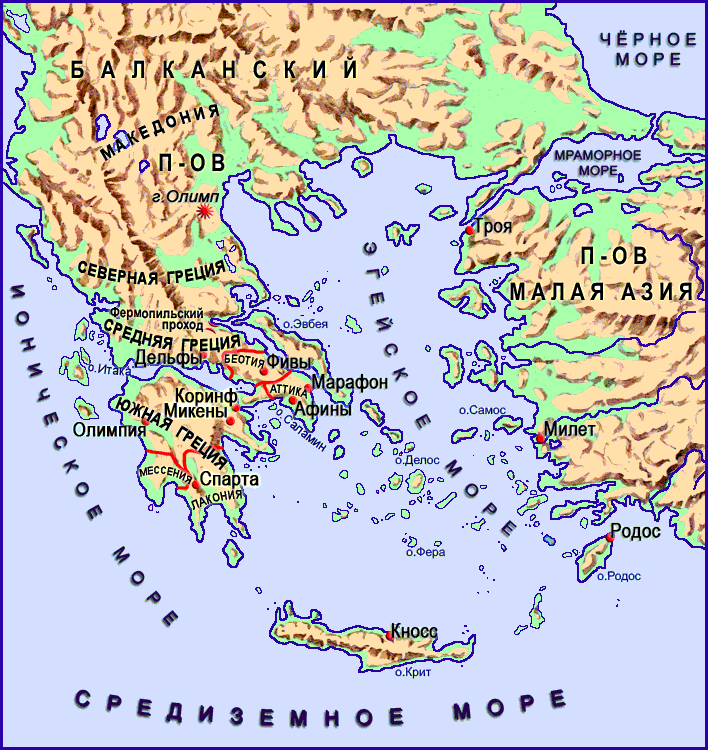 ЧЁРНОЕ
МОРЕ
БАЛКАНСКИЙ
МАКЕДОНИЯ
П-ОВ
МРАМОРНОЕ
МОРЕ
г.Олимп
Троя
П-ОВ
МАЛАЯ АЗИЯ
ЭГЕЙСКОЕ МОРЕ
СЕВЕРНАЯ ГРЕЦИЯ
ИОНИЧЕСКОЕ МОРЕ
Фермопильский
проход
о.Эвбея
СРЕДНЯЯ ГРЕЦИЯ
Дельфы
БЕОТИЯ
Фивы
о.Итака
АТТИКА
Марафон
Коринф
Афины
Микены
ЮЖНАЯ ГРЕЦИЯ
о.Саламин
о.Самос
Олимпия
Милет
о.Делос
МЕССЕНИЯ
Спарта
ЛАКОНИЯ
Родос
о.Фера
о.Родос
Кносс
о.Крит
СРЕДИЗЕМНОЕ МОРЕ